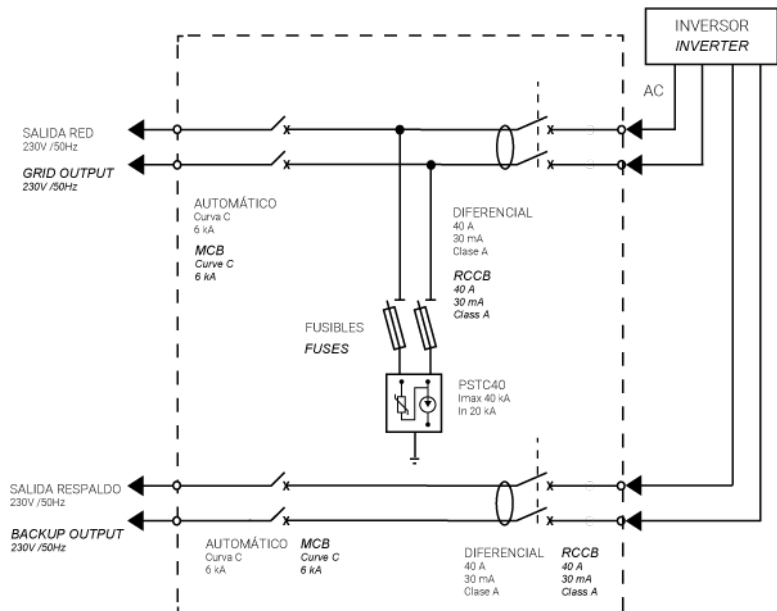 INVERSOR
INVERTER
AC
SALIDA RED
230V /50Hz
GRID OUTPUT
230V /50Hz
AUTOMÁTICO
Curva C
6 kA
MCB
Curve C
6 kA
DIFERENCIAL
40 A
30 mA
Clase A
RCCB
40 A
30 mA
Class A
FUSIBLES
FUSES
PSTC40
Imax 40 kA
In 20 kA
SALIDA RESPALDO
230V /50Hz
BACKUP OUTPUT
230V /50Hz
AUTOMÁTICO
Curva C
6 kA
MCB
Curve C
6 kA
DIFERENCIAL
40 A
30 mA
Clase A
RCCB
40 A
30 mA
Class A